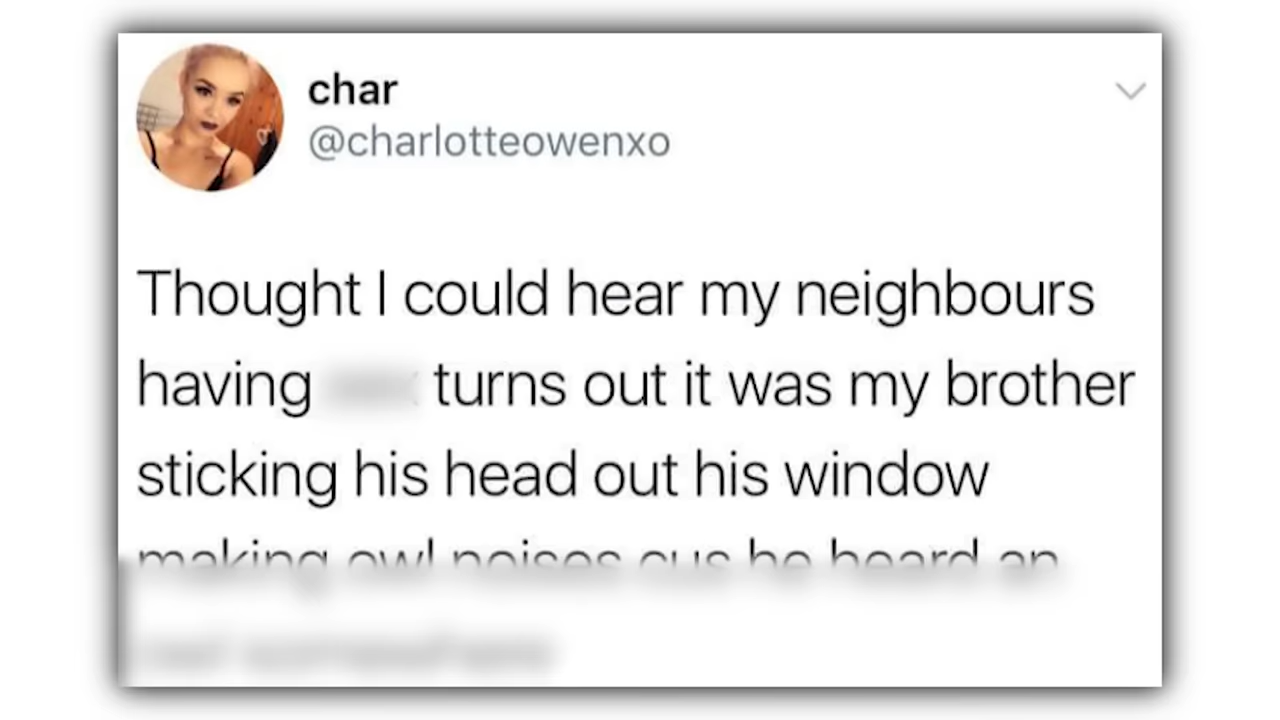 char
@charlotteowenxo
Thought I could hear my neighbours
having turns out it was my brother
sticking his head out his window
making owl noises cus he heard an